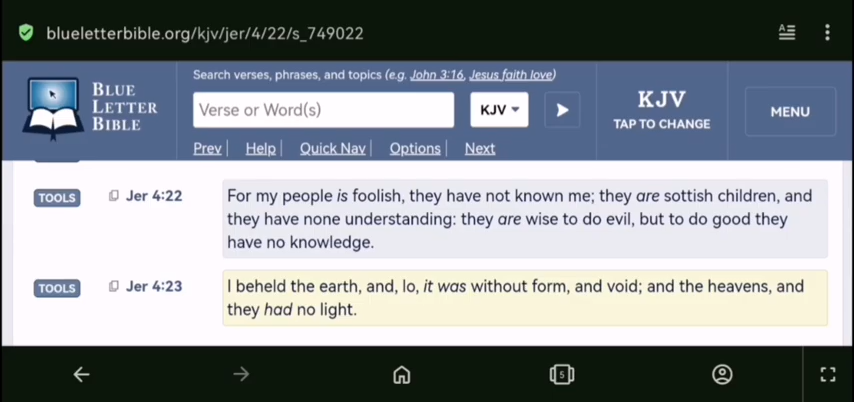 blueletterbible.org/kjv/jer/4/22/s_749022
BLUE
LETTER
BIBLE
Search verses, phrases, and topics (e.g. John 3:16, Jesus faith love)
Verse or Word(s)
KJV
Prev | Help | Quick Nav | Options | Next
KJV
TAP TO CHANGE
MENU
TOOLS
Jer 4:22
For my people is foolish, they have not known me; they are sottish children, and
they have none understanding: they are wise to do evil, but to do good they
have no knowledge.
TOOLS
Jer 4:23
I beheld the earth, and, lo, it was without form, and void; and the heavens, and
they had no light.
5